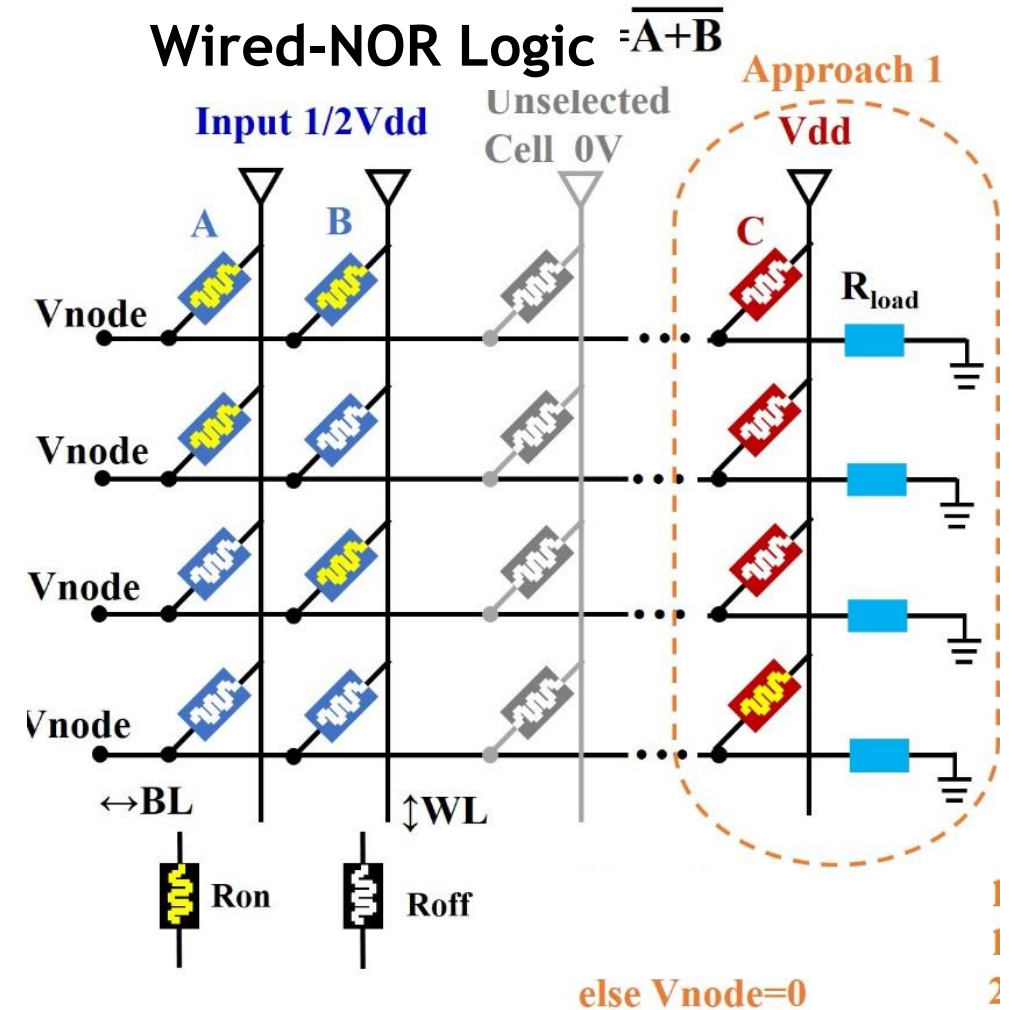 Wired-NOR Logic =A+B
Approach 1
Input 1/2Vdd
Unselected
Cell 0V
Vdd
A
B
C
Rload
Vnode
Vnode
Vnode
Vnode
↔BL
↕WL
Ron
Roff
else Vnode=0